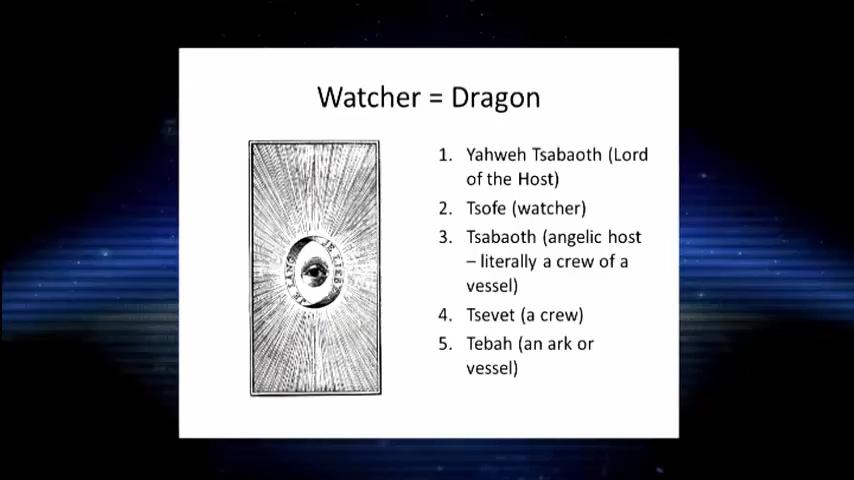 Watcher = Dragon
1. Yahweh Tsabaoth (Lord
of the Host)
2. Tsofe (watcher)
3. Tsabaoth (angelic host
– literally a crew of a
vessel)
4. Tsevet (a crew)
5. Tebah (an ark or
vessel)